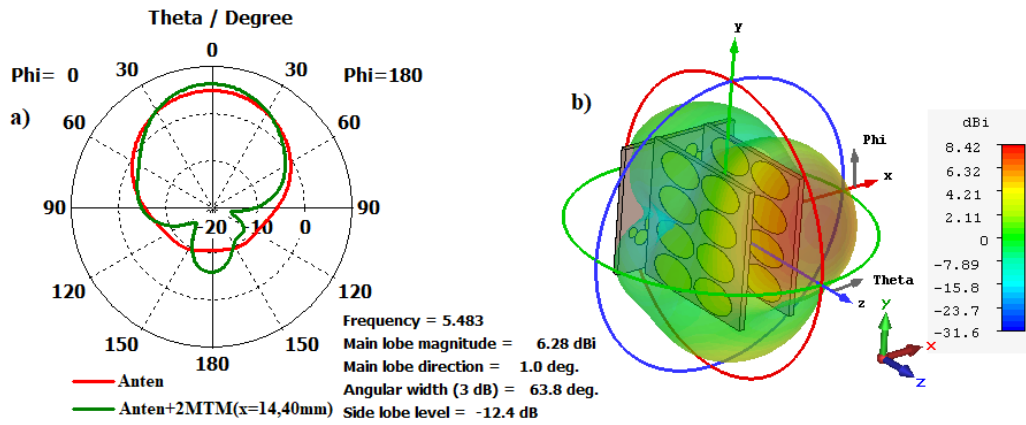 Theta / Degree
0
Phi= 0
30
30
Phi=180
a)
60
60
90
-20
-10
0
90
120
120
150
180
150
Anten
Anten+2MTM(x=14,40mm)
Frequency = 5.483
Main lobe magnitude = 6.28 dBi
Main lobe direction = 1.0 deg.
Angular width (3 dB) = 63.8 deg.
Side lobe level = -12.4 dB
b)
y
Phi
x
Theta
z
y
x
z
dBi
8.42
6.32
4.21
2.11
0
-7.89
-15.8
-23.7
-31.6